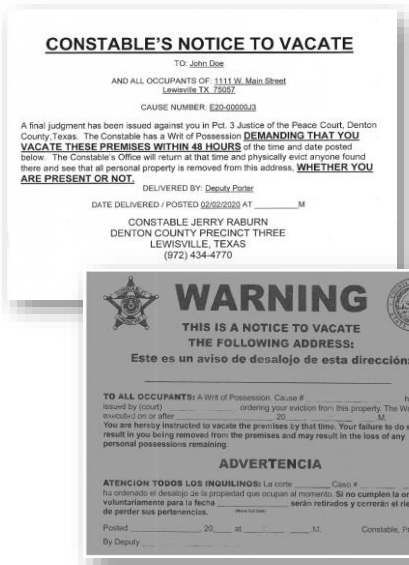 CONSTABLE'S NOTICE TO VACATE
TO: John Doe
AND ALL OCCUPANTS OF: 1111 W. Main Street
Lewisville TX 75057
CAUSE NUMBER: E20-00000J3
A final judgment has been issued against you in Pct. 3 Justice of the Peace Court, Denton
County,Texas. The Constable has a Writ of Possession DEMANDING THAT YOU
VACATE THESE PREMISES WITHIN 48 HOURS of the time and date posted
below. The Constable's Office will return at that time and physically evict anyone found
there and see that all personal property is removed from this address, WHETHER YOU
ARE PRESENT OR NOT.
DELIVERED BY: Deputy Porter
DATE DELIVERED / POSTED 02/02/2020 AT ________M
CONSTABLE JERRY RABURN
DENTON COUNTY PRECINCT THREE
LEWISVILLE, TEXAS
(972) 434-4770
WARNING
THIS IS A NOTICE TO VACATE
THE FOLLOWING ADDRESS:
Este es un aviso de desalojo de esta dirección:
TO ALL OCCUPANTS: A Writ of Possession Cause #
issued by (court) ordering your eviction from this property. The
executed on or after 20 M.
You are hereby instructed to vacate the premises by that time. Your failure to do
result in you being removed from the premises and may result in the loss of any
personal possessions remaining.
ADVERTENCIA
ATENCION TODOS LOS INQUILINOS: La corte Caso #
ha ordenado el desalojo de la propiedad que ocupan al momento. Si no cumplen la
voluntariamente para la fecha serán retirados y correrán el
de perder sus pertenencias.
Posted 20 at : M. Constable,
By Deputy